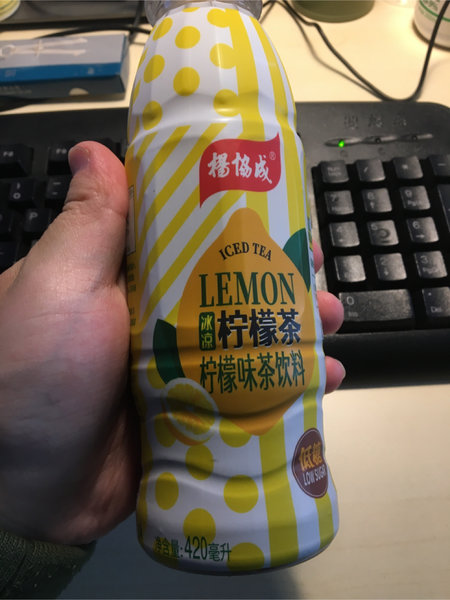 楊協成®
ICED TEA
LEMON
冰凉
柠檬茶
柠檬味茶饮料
低糖
LOW SUGAR
净含量:420毫升